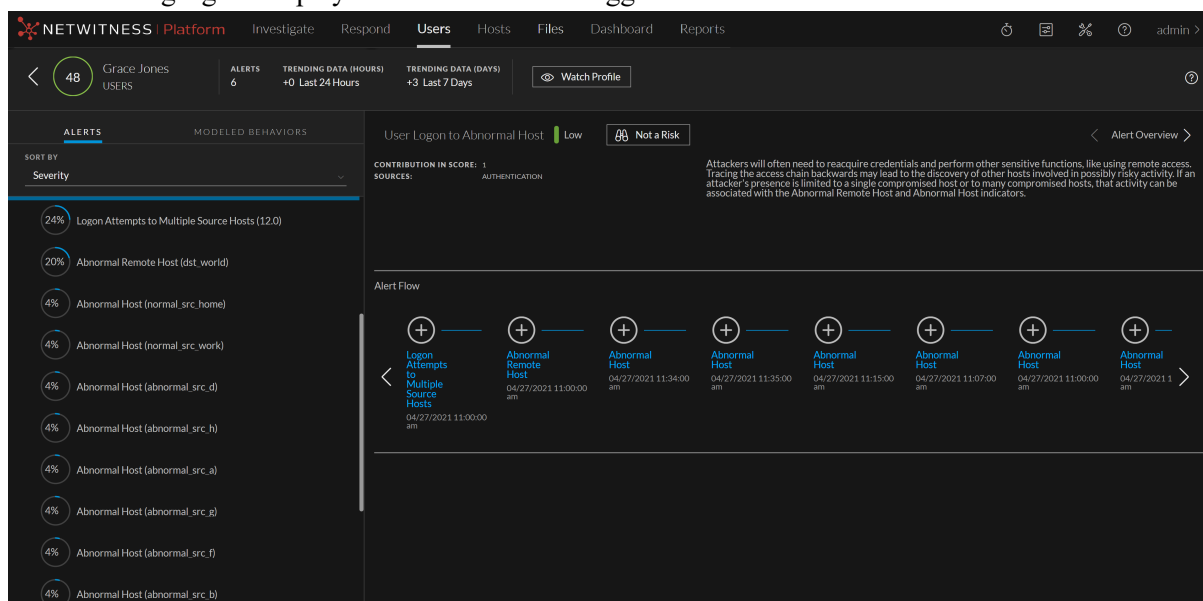 NETWITNESS | Platform Investigate Respond Users Hosts Files Dashboard Reports admin >
48 Grace Jones
USERS
ALERTS
6
TRENDING DATA (HOURS)
+0 Last 24 Hours
TRENDING DATA (DAYS)
+3 Last 7 Days
Watch Profile
ALERTS MODELED BEHAVIORS
SORT BY
Severity
24% Logon Attempts to Multiple Source Hosts (12.0)
20% Abnormal Remote Host (dst_world)
4% Abnormal Host (normal_src_home)
4% Abnormal Host (normal_src_work)
4% Abnormal Host (abnormal_src_d)
4% Abnormal Host (abnormal_src_h)
4% Abnormal Host (abnormal_src_a)
4% Abnormal Host (abnormal_src_g)
4% Abnormal Host (abnormal_src_f)
4% Abnormal Host (abnormal_src_b)
User Logon to Abnormal Host Low Not a Risk Alert Overview
CONTRIBUTION IN SCORE: 1
SOURCES: AUTHENTICATION
Attackers will often need to reacquire credentials and perform other sensitive functions, like using remote access.
Tracing the access chain backwards may lead to the discovery of other hosts involved in possibly risky activity. If an
attacker's presence is limited to a single compromised host or to many compromised hosts, that activity can be
associated with the Abnormal Remote Host and Abnormal Host indicators.
Alert Flow
Logon
Attempts
to
Multiple
Source
Hosts
04/27/2021 11:00:00
am
Abnormal
Remote
Host
04/27/2021 11:00:00
am
Abnormal
Host
04/27/2021 11:34:00
am
Abnormal
Host
04/27/2021 11:35:00
am
Abnormal
Host
04/27/2021 11:15:00
am
Abnormal
Host
04/27/2021 11:07:00
am
Abnormal
Host
04/27/2021 11:00:00
am
Abnormal
Host
04/27/2021 1
am